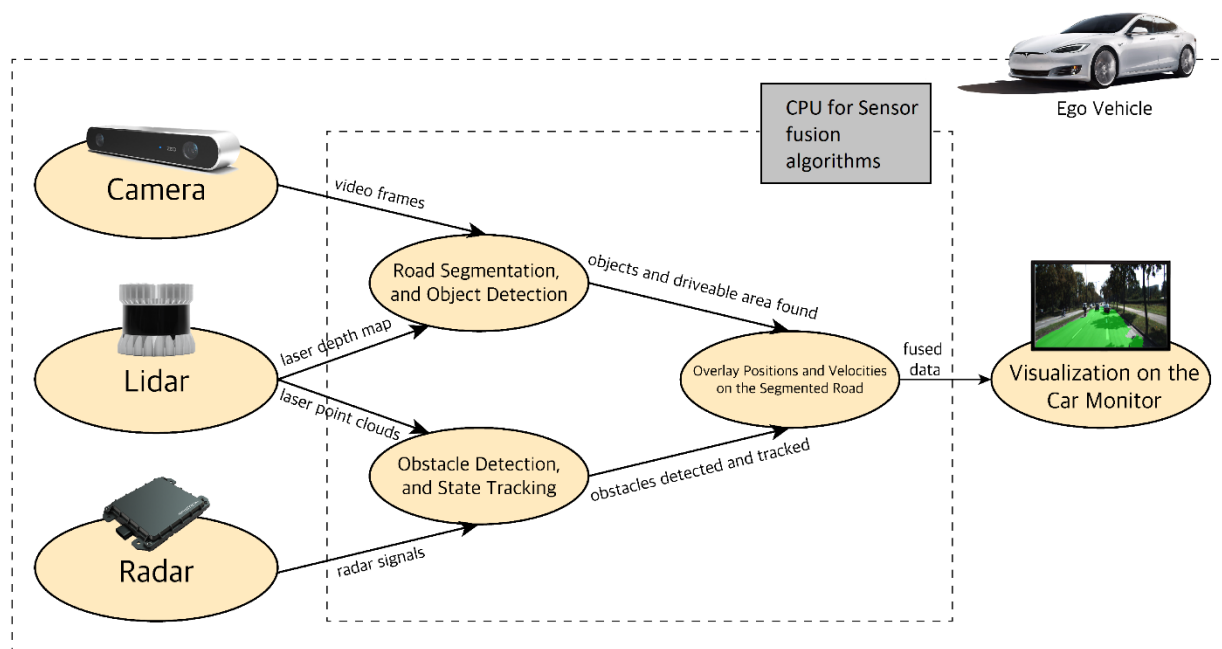 Ego Vehicle
CPU for Sensor
fusion
algorithms
Camera
video frames
Road Segmentation,
and Object Detection
objects and driveable area found
Lidar
laser depth map
laser point clouds
Overlay Positions and Velocities
on the Segmented Road
fused
data
Visualization on the
Car Monitor
Obstacle Detection,
and State Tracking
obstacles detected and tracked
Radar
radar signals